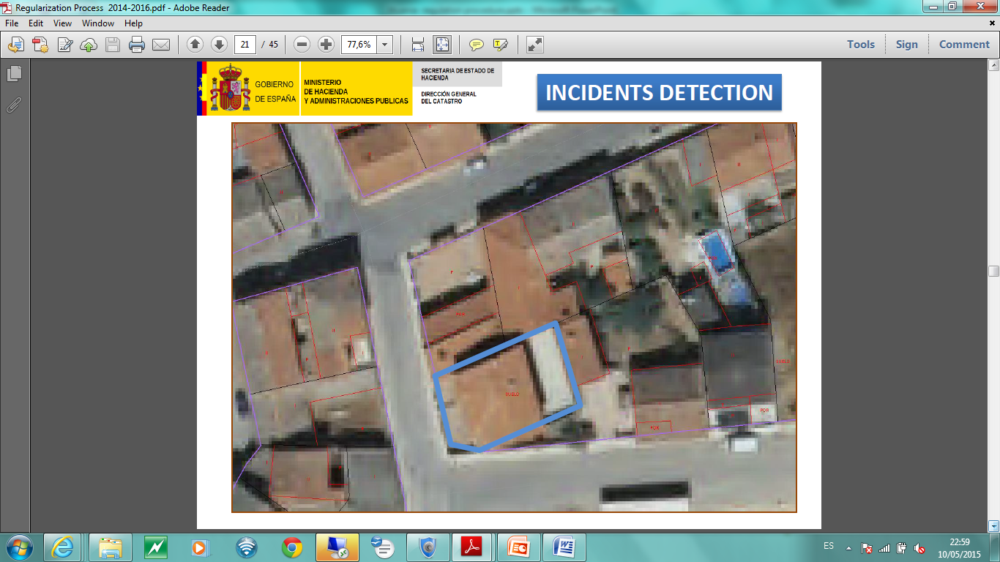 Regularization Process 2014-2016.pdf - Adobe Reader
File Edit View Window Help
21 / 45
77,6%
Tools Sign Comment
GOBIERNO
DE ESPAÑA
MINISTERIO
DE HACIENDA
Y ADMINISTRACIONES PUBLICAS
SECRETARIA DE ESTADO DE
HACIENDA
DIRECCIÓN GENERAL
DEL CATASTRO
INCIDENTS DETECTION
POR
SUELO
SUELO
POR
POR
ES
22:59
10/05/2015